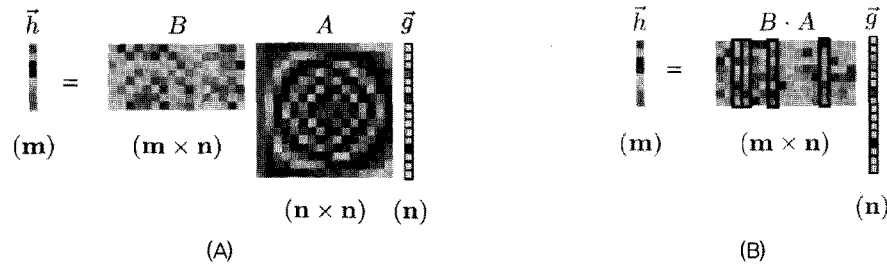 h⃗ B A g⃗
=
(m) (m × n)
(n × n) (n)
(A)
h⃗ B · A g⃗
=
(m) (m × n)
(n)
(B)